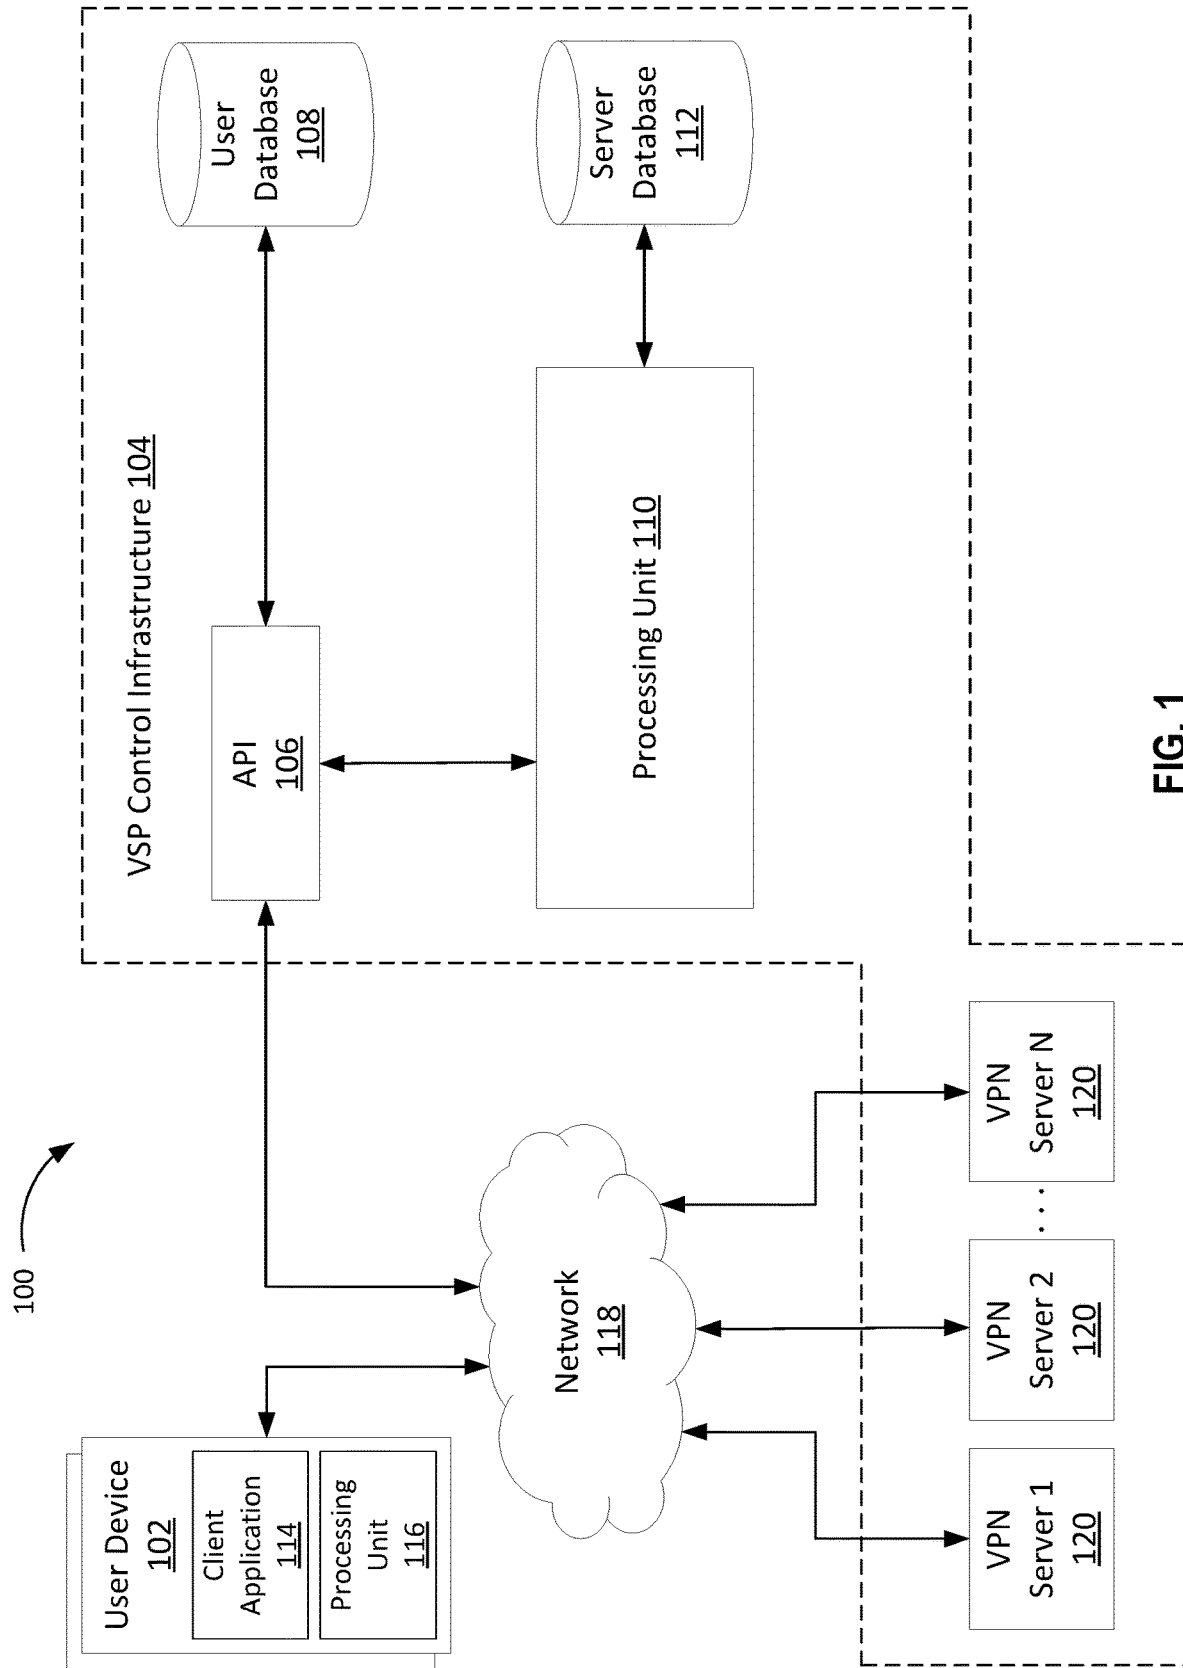 100
User Device
102
Client
Application
114
Processing
Unit
116
Network
118
VSP Control Infrastructure 104
API
106
User
Database
108
Processing Unit 110
Server
Database
112
VPN
Server 1
120
VPN
Server 2
120
...
VPN
Server N
120
FIG. 1